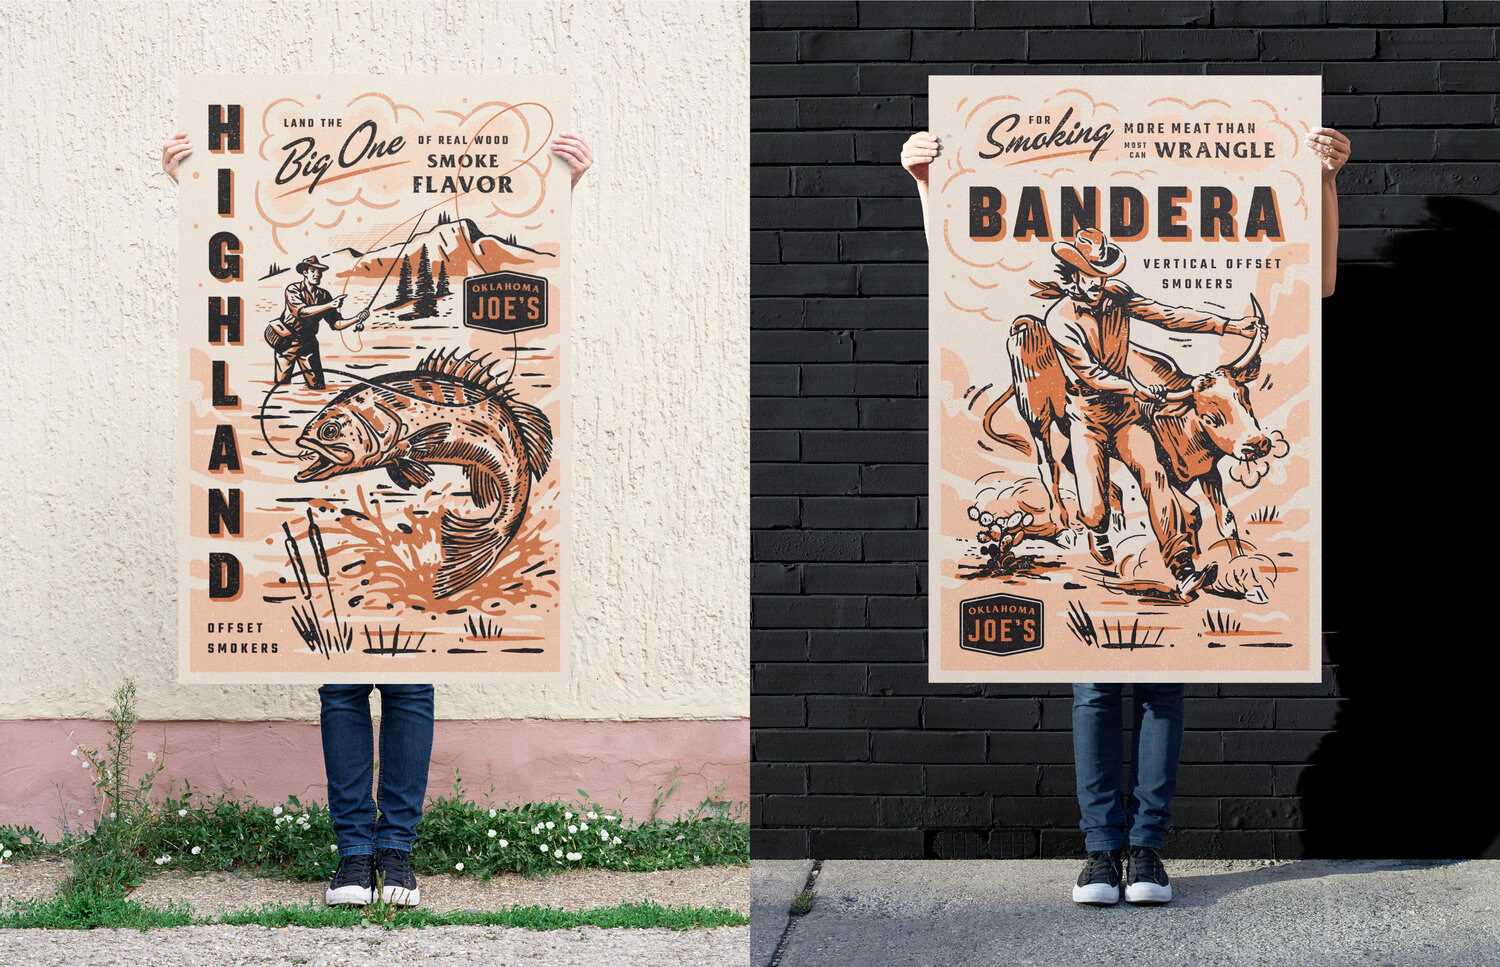 HIGHLAND
LAND THE
Big One
OF REAL WOOD
SMOKE
FLAVOR
OKLAHOMA
JOE'S
OFFSET
SMOKERS
FOR
Smoking
MORE MEAT THAN
MOST CAN WRANGLE
BANDERA
VERTICAL OFFSET
SMOKERS
OKLAHOMA
JOE'S